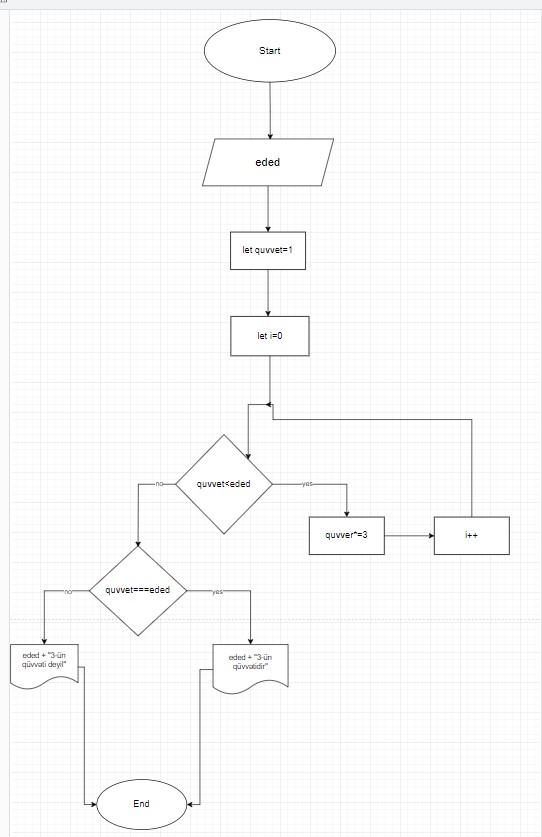 Start
eded
let quvvet=1
let i=0
quvvet<eded
no
yes
quvver*=3
i++
quvvet===eded
no
yes
eded + "3-ün
qüvvəti deyil"
eded + "3-ün
qüvvətidir"
End